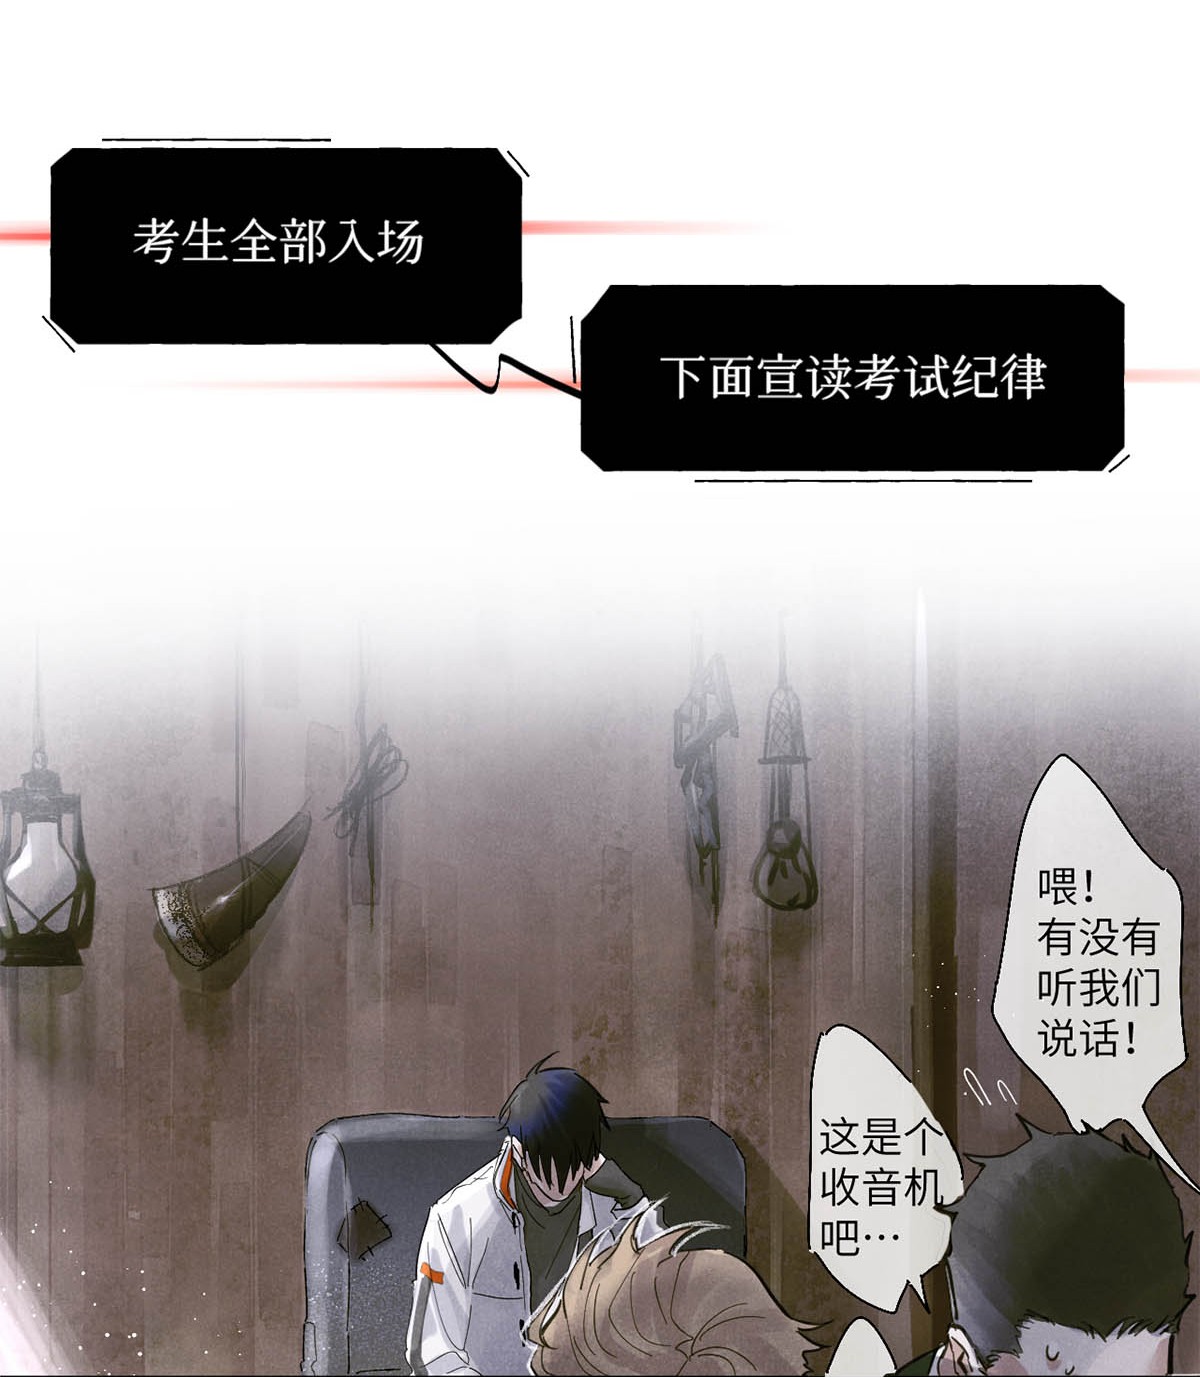 考生全部入场
下面宣读考试纪律
喂！
有没有
听我们
说话！
这是个
收音机
吧…